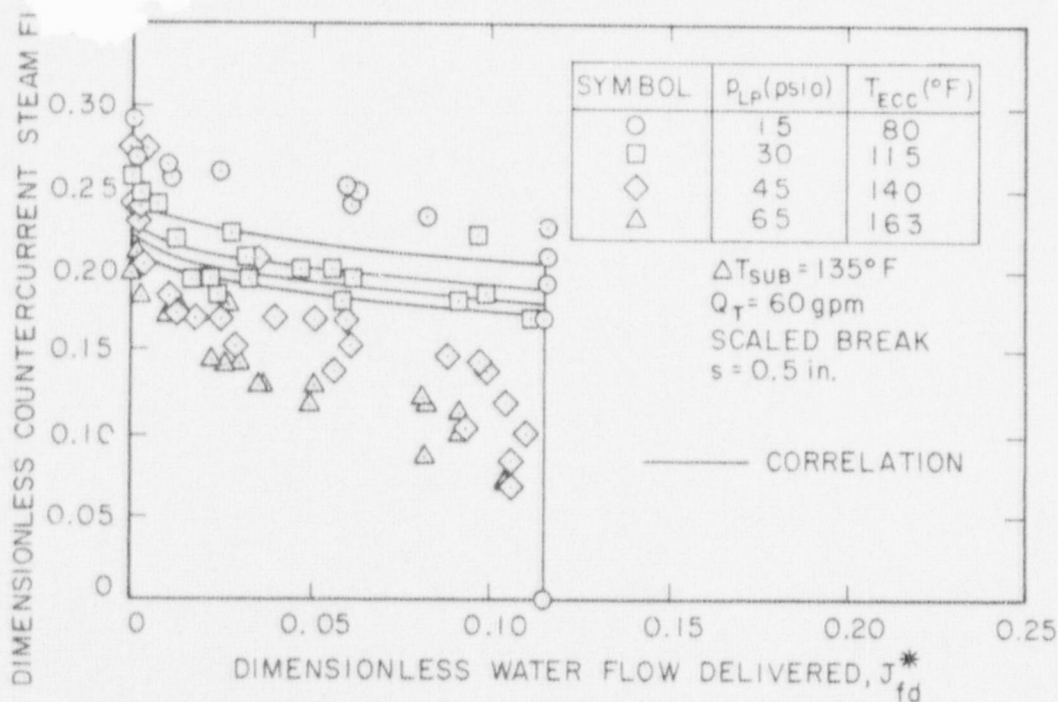 DIMENSIONLESS COUNTERCURRENT STEAM
0.30
0.25
0.20
0.15
0.10
0.05
0
SYMBOL P_LP (psia) T_ECC (°F)
○ 15 80
□ 30 115
◇ 45 140
△ 65 163
ΔT_SUB = 135°F
Q_T = 60 gpm
SCALED BREAK
s = 0.5 in.
CORRELATION
0 0.05 0.10 0.15 0.20 0.25
DIMENSIONLESS WATER FLOW DELIVERED, J*_fd